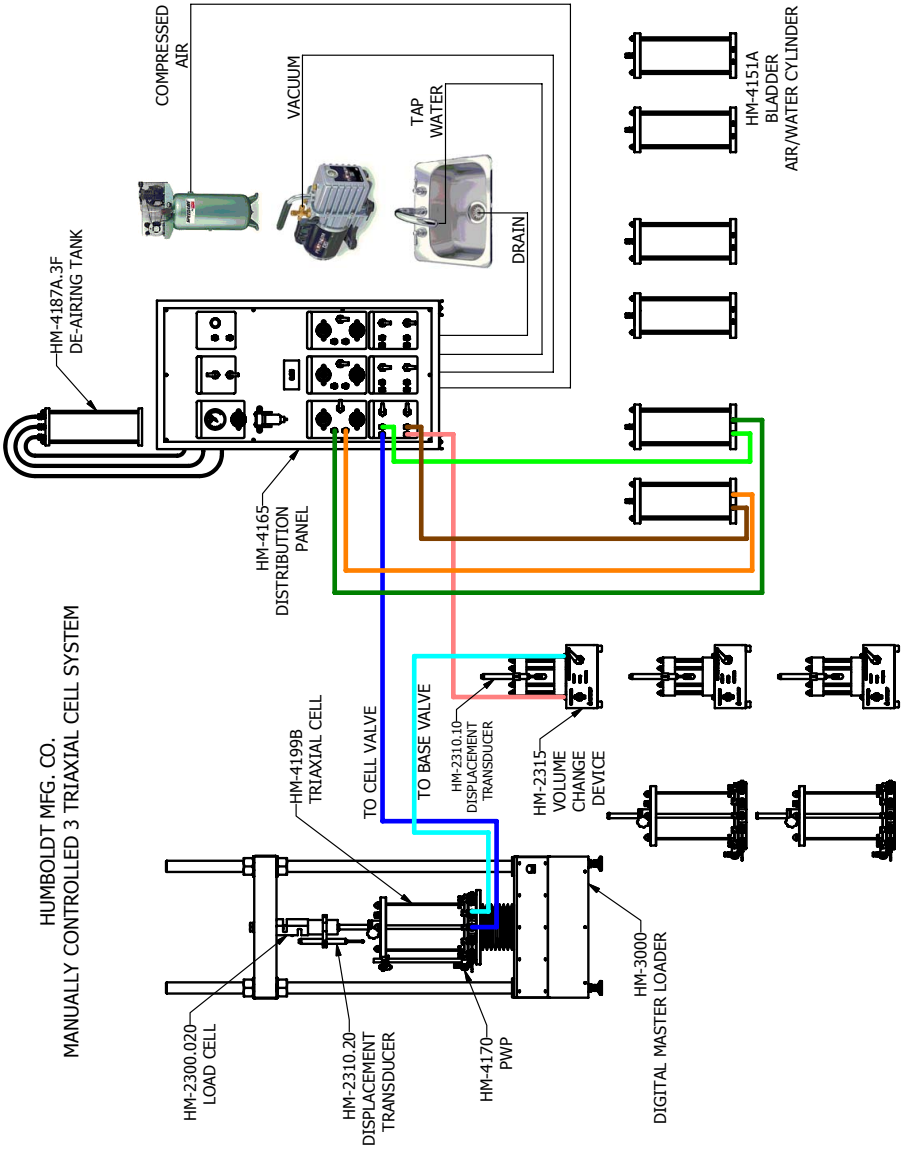 HUMBOLDT MFG. CO.
MANUALLY CONTROLLED 3 TRIAXIAL CELL SYSTEM
HM-2300.020
LOAD CELL
HM-2310.20
DISPLACEMENT
TRANSDUCER
HM-4170
PWP
HM-3000
DIGITAL MASTER LOADER
HM-4199B
TRIAXIAL CELL
TO CELL VALVE
TO BASE VALVE
HM-2310.10
DISPLACEMENT
TRANSDUCER
HM-2315
VOLUME
CHANGE
DEVICE
HM-4165
DISTRIBUTION
PANEL
HM-4187A.3F
DE-AIRING TANK
COMPRESSED
AIR
VACUUM
TAP
WATER
DRAIN
HM-4151A
BLADDER
AIR/WATER CYLINDER